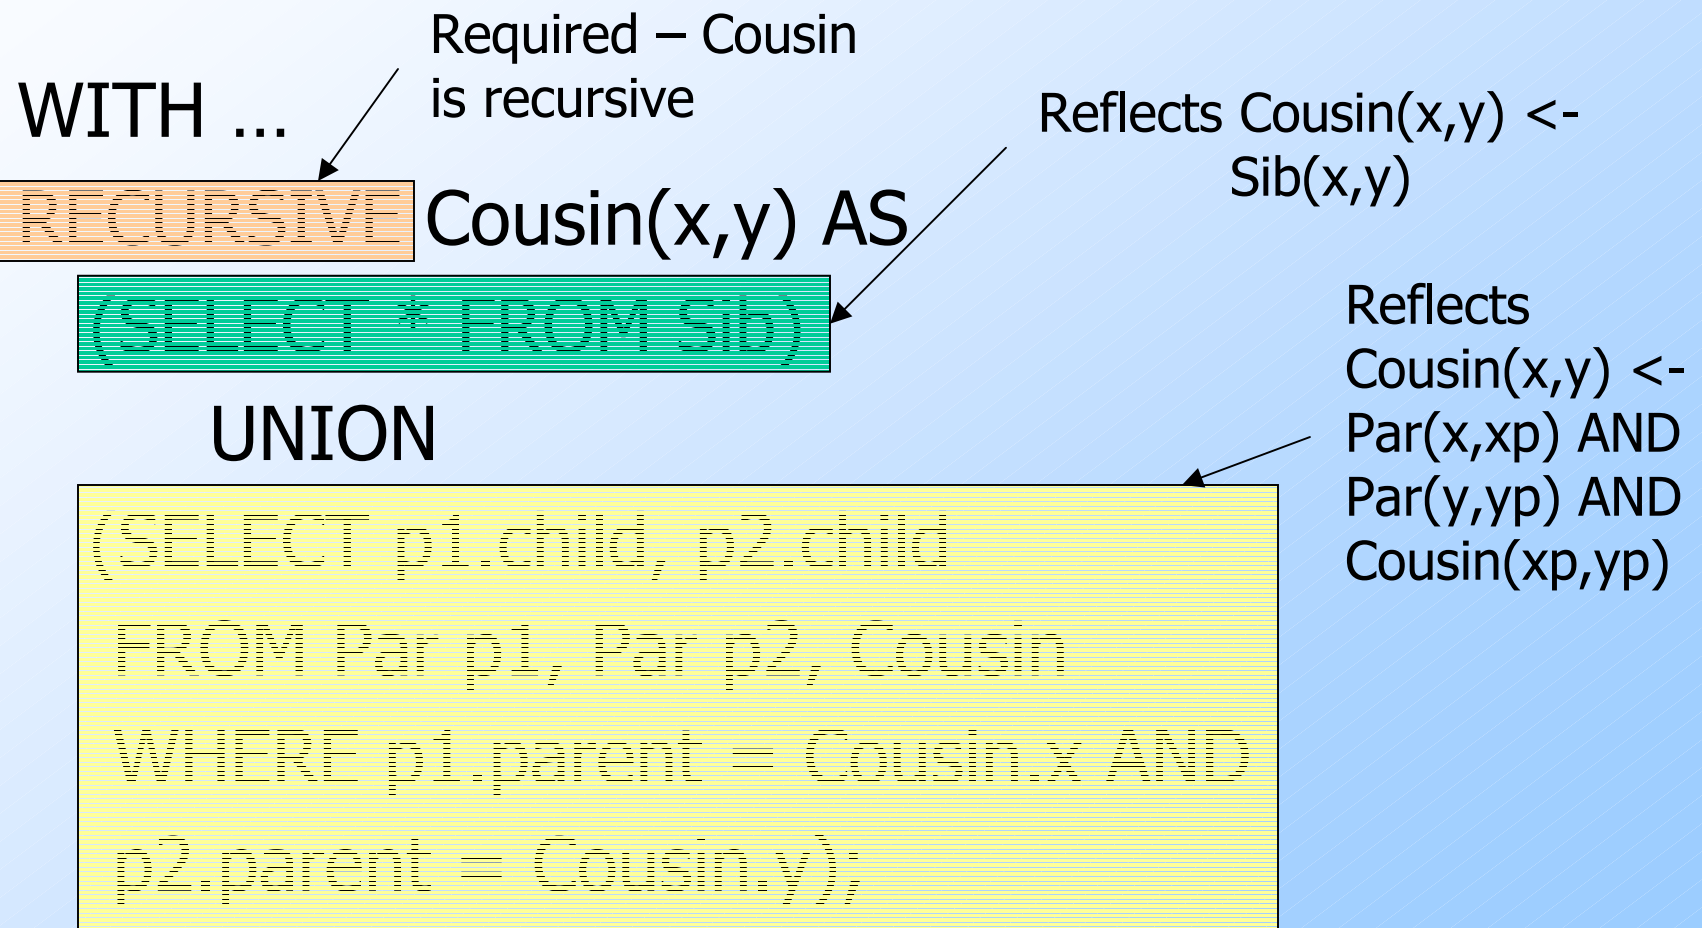 Required – Cousin
is recursive
WITH …
Reflects Cousin(x,y) <-
Sib(x,y)
RECURSIVE Cousin(x,y) AS
(SELECT * FROM Sib)
Reflects
Cousin(x,y) <-
Par(x,xp) AND
Par(y,yp) AND
Cousin(xp,yp)
UNION
(SELECT p1.child, p2.child
FROM Par p1, Par p2, Cousin
WHERE p1.parent = Cousin.x AND
p2.parent = Cousin.y);